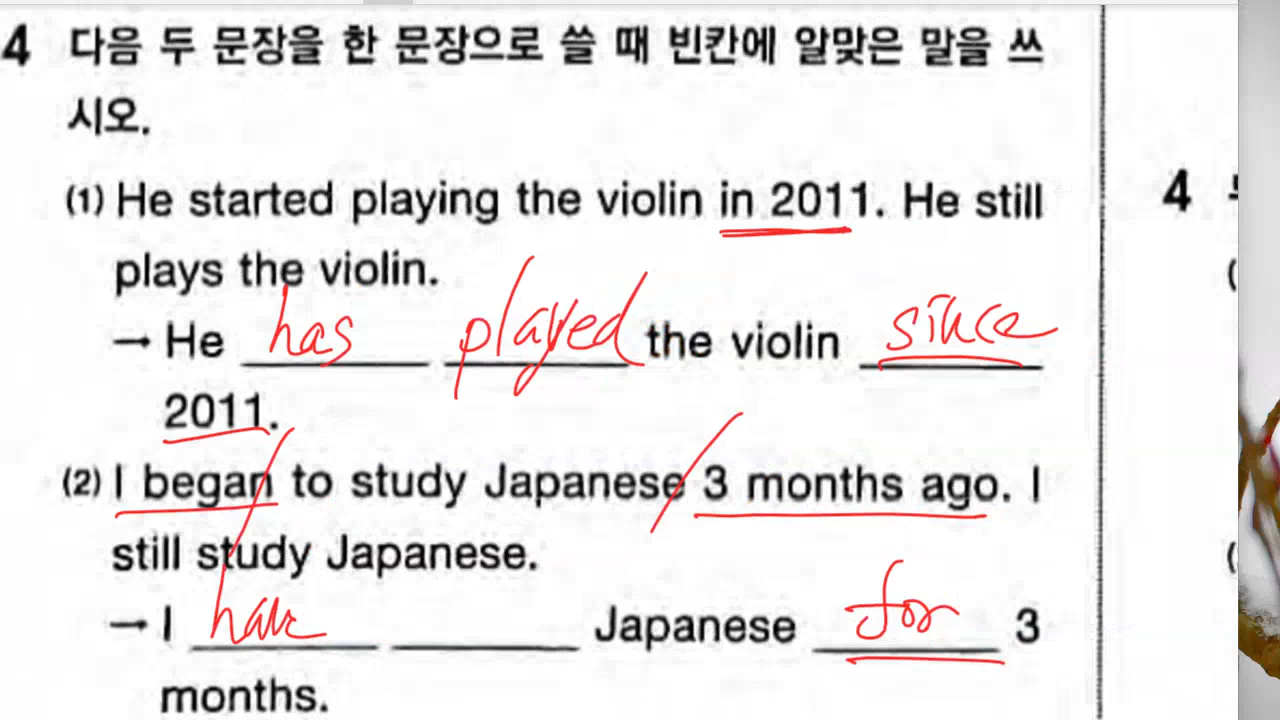 4 다음 두 문장을 한 문장으로 쓸 때 빈칸에 알맞은 말을 쓰
시오.
(1) He started playing the violin in 2011. He still
plays the violin.
→ He has played the violin since
2011.
(2) I began to study Japanese 3 months ago. I
still study Japanese.
→ I have ______ Japanese for 3
months.
4